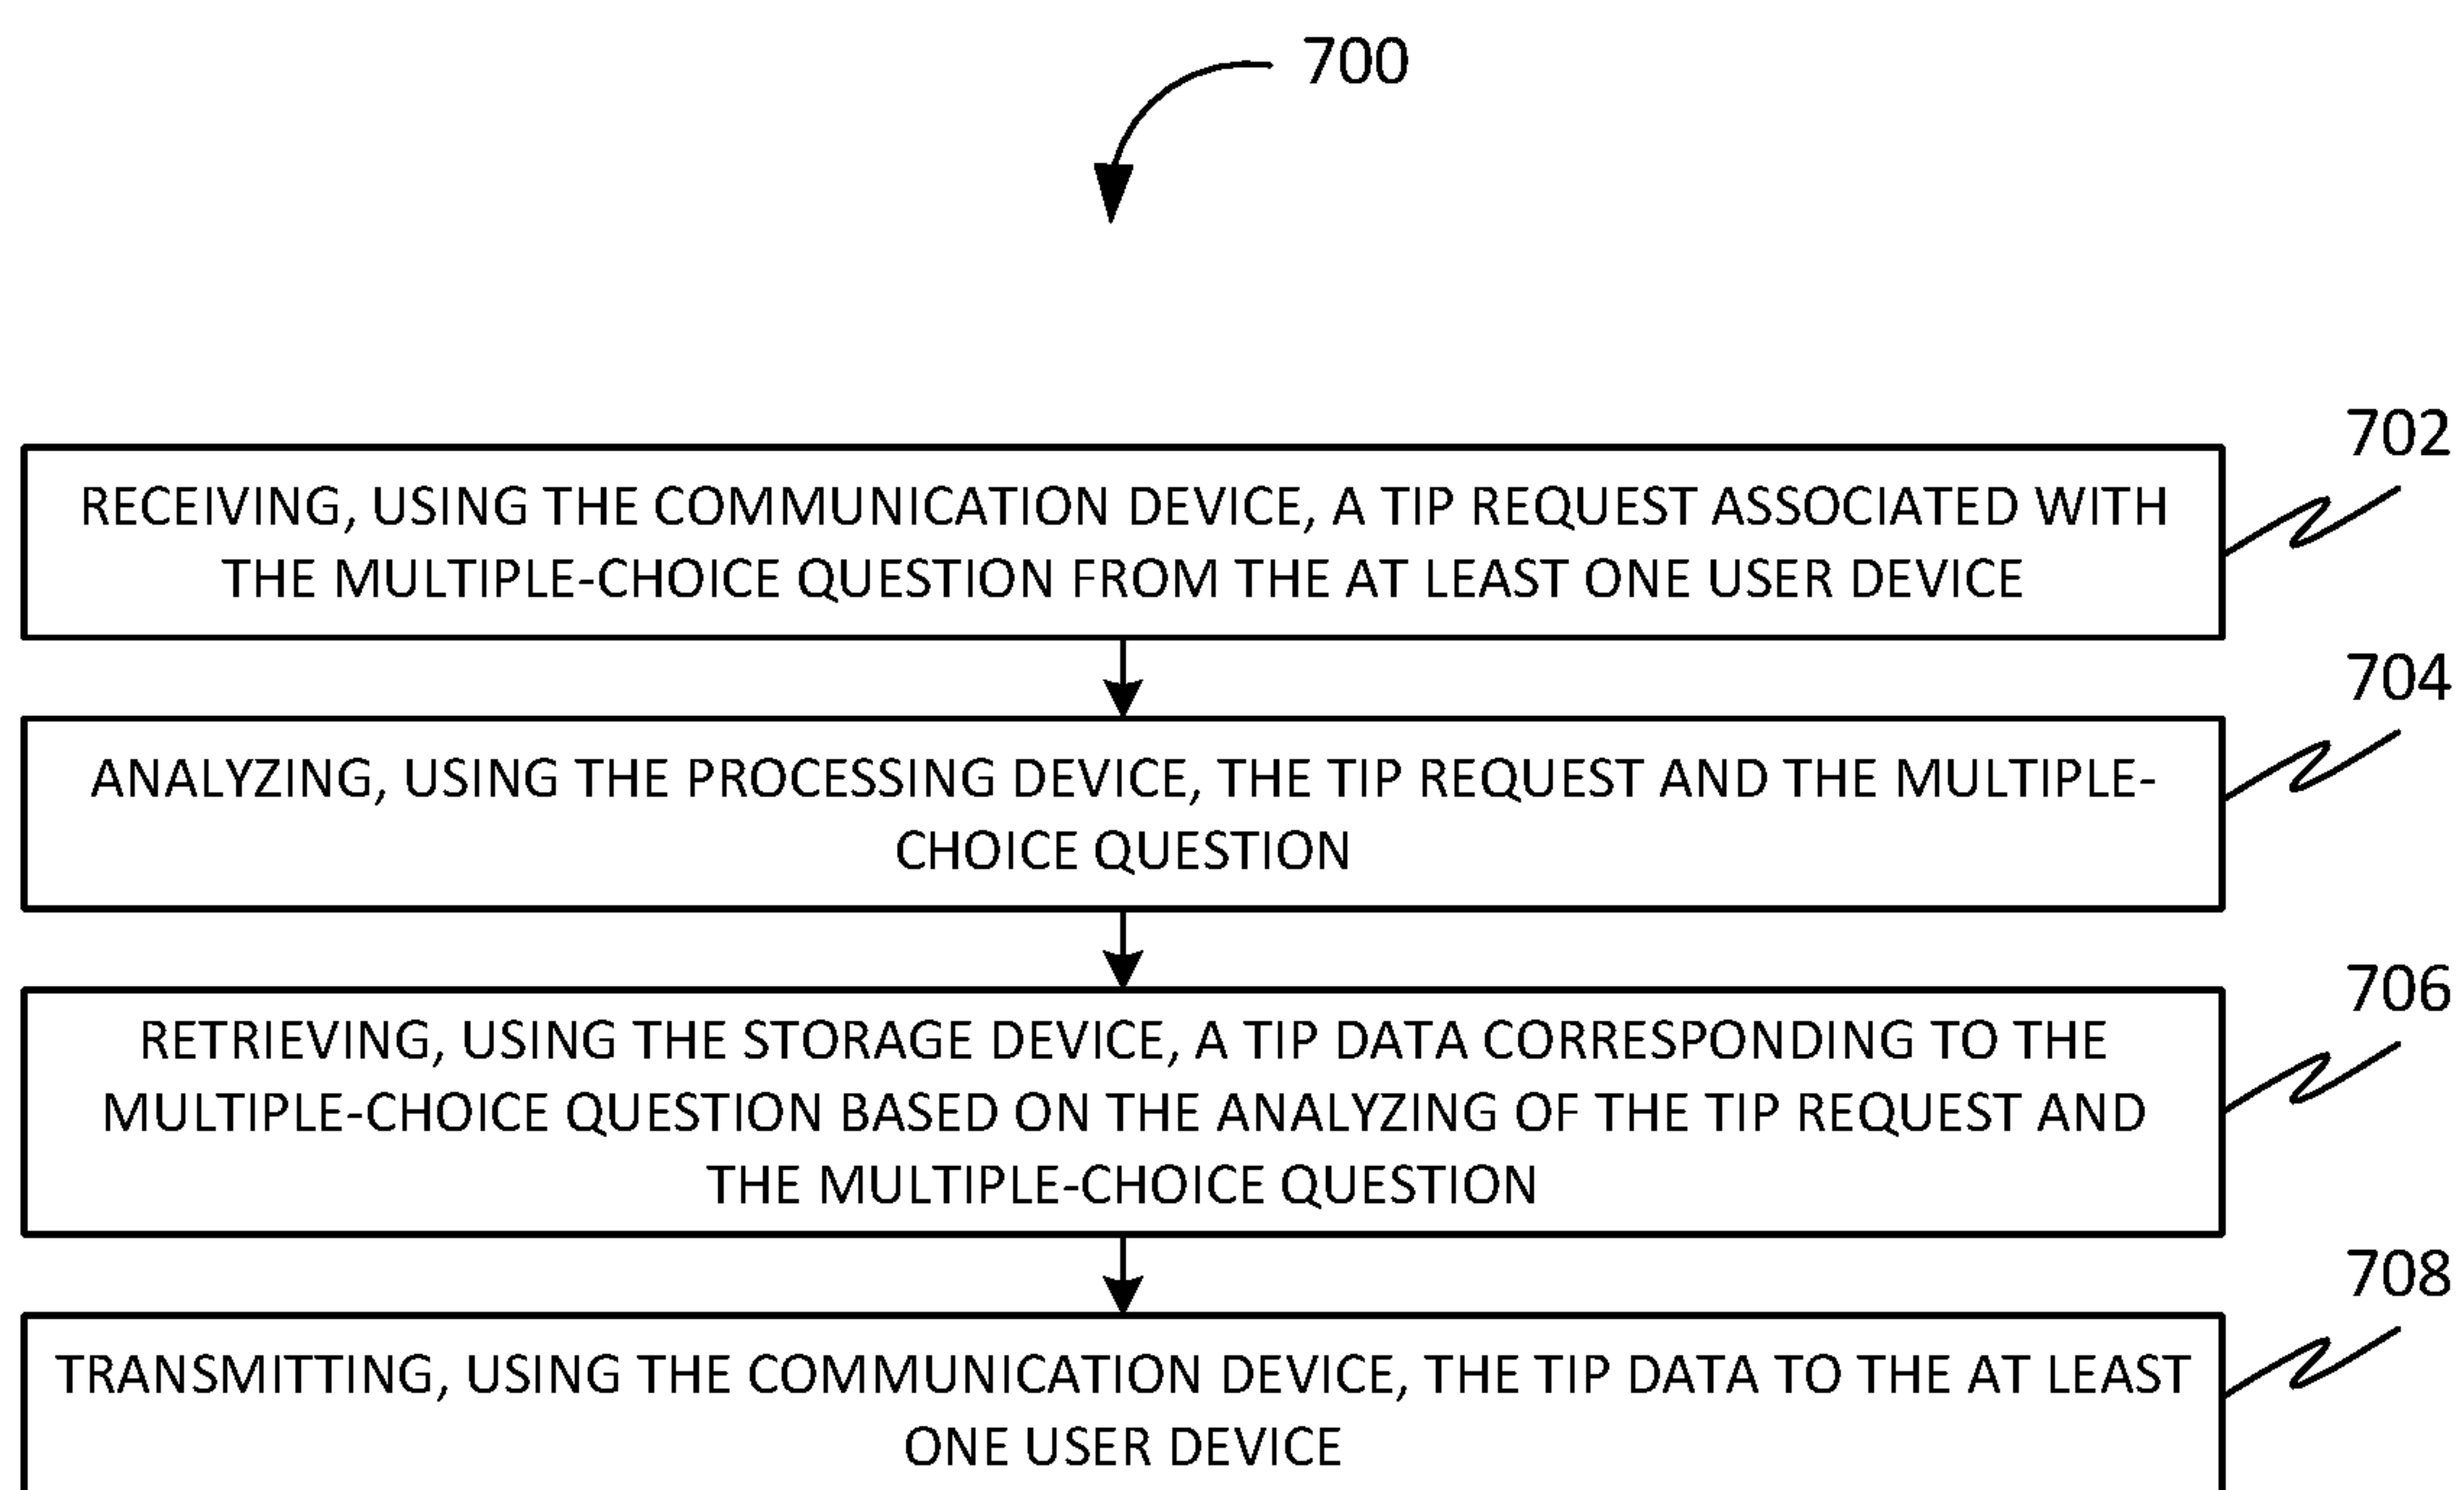 700
702
RECEIVING, USING THE COMMUNICATION DEVICE, A TIP REQUEST ASSOCIATED WITH
THE MULTIPLE-CHOICE QUESTION FROM THE AT LEAST ONE USER DEVICE
704
ANALYZING, USING THE PROCESSING DEVICE, THE TIP REQUEST AND THE MULTIPLE-
CHOICE QUESTION
706
RETRIEVING, USING THE STORAGE DEVICE, A TIP DATA CORRESPONDING TO THE
MULTIPLE-CHOICE QUESTION BASED ON THE ANALYZING OF THE TIP REQUEST AND
THE MULTIPLE-CHOICE QUESTION
708
TRANSMITTING, USING THE COMMUNICATION DEVICE, THE TIP DATA TO THE AT LEAST
ONE USER DEVICE